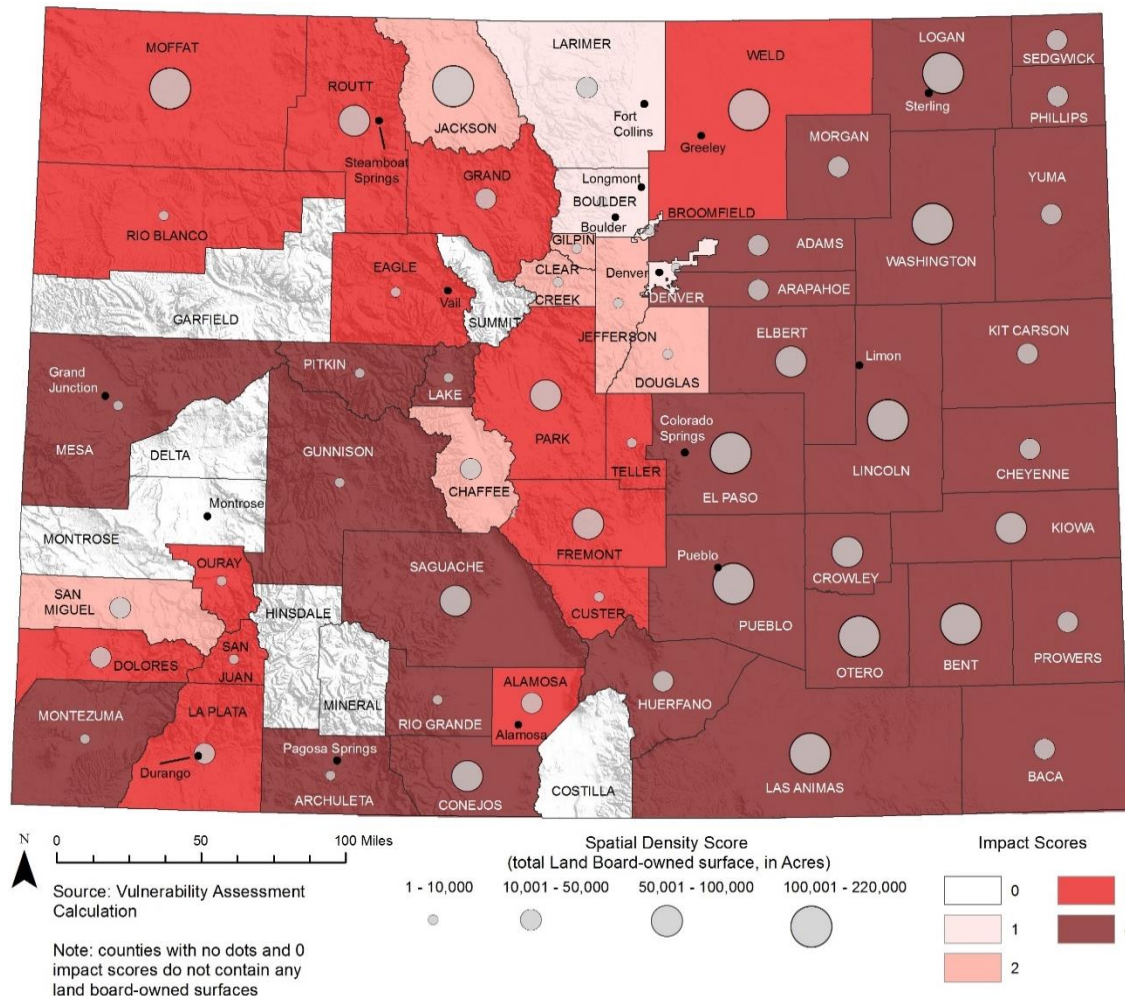 MOFFAT
ROUTT
Steamboat
Springs
JACKSON
LARIMER
Fort
Collins
WELD
Greeley
LOGAN
Sterling
SEDGWICK
PHILLIPS
MORGAN
YUMA
WASHINGTON
GRAND
Longmont
BOULDER
Boulder
BROOMFIELD
RIO BLANCO
GILPIN
ADAMS
EAGLE
Vail
CLEAR
CREEK
Denver
DENVER
ARAPAHOE
GARFIELD
SUMMIT
JEFFERSON
ELBERT
KIT CARSON
Limon
PITKIN
LAKE
DOUGLAS
Grand
Junction
MESA
DELTA
GUNNISON
PARK
TELLER
Colorado
Springs
EL PASO
LINCOLN
CHEYENNE
CHAFFEE
Montrose
MONTROSE
FREMONT
KIOWA
OURAY
SAGUACHE
Pueblo
CROWLEY
SAN
MIGUEL
HINSDALE
CUSTER
PUEBLO
OTERO
BENT
PROWERS
DOLORES
SAN
JUAN
MINERAL
ALAMOSA
Alamosa
RIO GRANDE
HUERFANO
MONTEZUMA
LA PLATA
Durango
Pagosa Springs
ARCHULETA
CONEJOS
COSTILLA
LAS ANIMAS
BACA
N
0 50 100 Miles
Source: Vulnerability Assessment
Calculation
Note: counties with no dots and 0
impact scores do not contain any
land board-owned surfaces
Spatial Density Score
(total Land Board-owned surface, in Acres)
1 - 10,000 10,001 - 50,000 50,001 - 100,000 100,001 - 220,000
Impact Scores
0
1
2